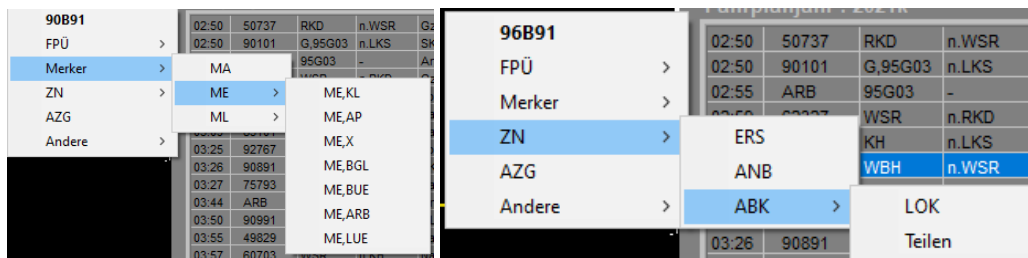 90B91
FPÜ
Merker
ZN
AZG
Andere
MA
ME
ML
ME,KL
ME,AP
ME,X
ME,BGL
ME,BUE
ME,ARB
ME,LUE
02:50 50737 RKD n.WSR
02:50 90101 G,95G03 n.LKS
95G03 -
03:25 92767
03:26 90891
03:27 75793
03:44 ARB
03:50 90991
03:55 49829
03:57 60703
96B91
FPÜ
Merker
ZN
AZG
Andere
ERS
ANB
ABK
LOK
Teilen
02:50 50737 RKD n.WSR
02:50 90101 G,95G03 n.LKS
02:55 ARB 95G03 -
WSR n.RKD
KH n.LKS
WBH n.WSR
03:26 90891